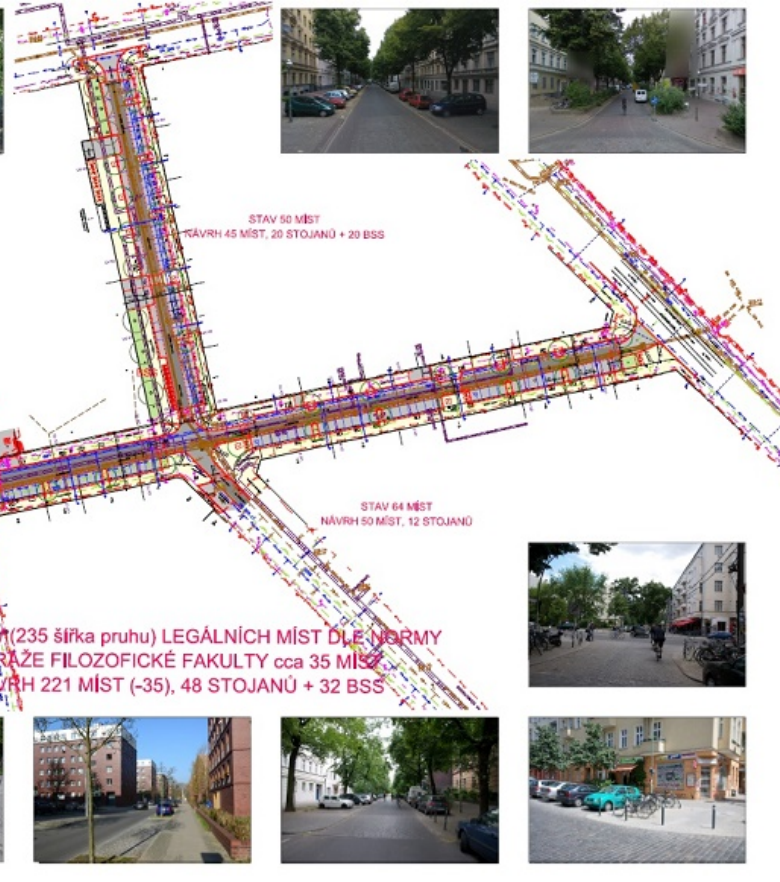 STAV 50 MÍST
NÁVRH 45 MÍST, 20 STOJANŮ + 20 BSS
STAV 64 MÍST
NÁVRH 50 MÍST, 12 STOJANŮ
(235 šířka pruhu) LEGÁLNÍCH MÍST DLE NORMY
RÁŽE FILOZOFICKÉ FAKULTY cca 35 MÍST
VRH 221 MÍST (-35), 48 STOJANŮ + 32 BSS